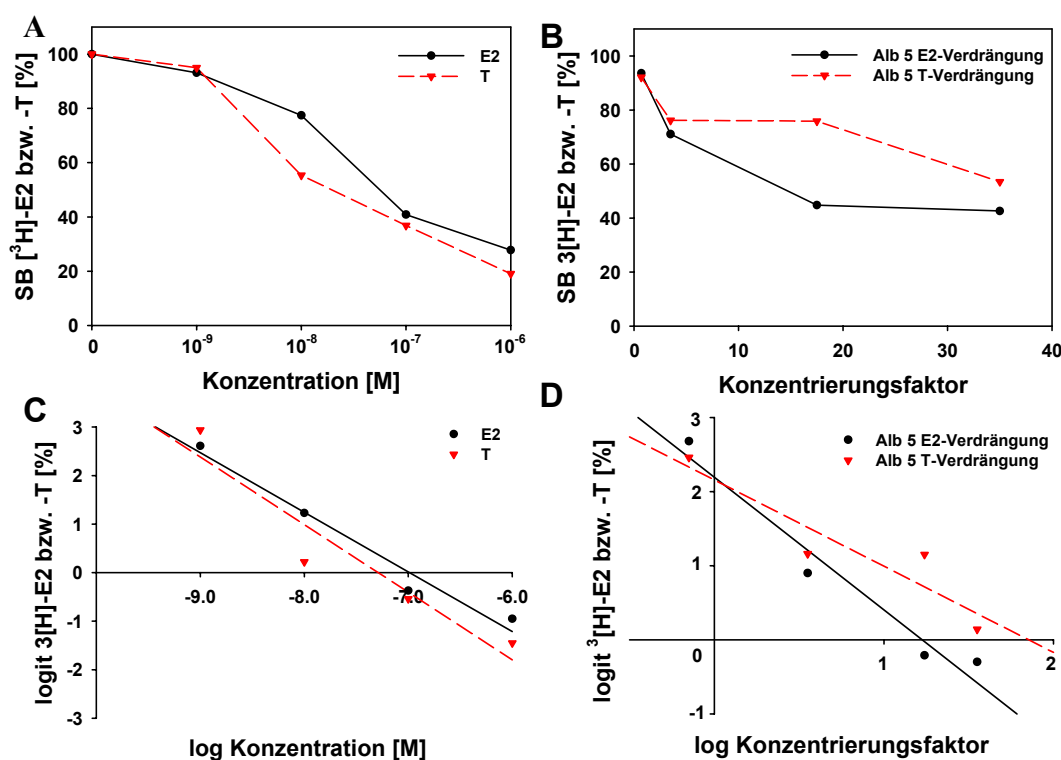 A
SB [³H]-E2 bzw. -T [%]
100
80
60
40
20
0
0
10⁻⁹
10⁻⁸
10⁻⁷
10⁻⁶
Konzentration [M]
E2
T
B
SB 3[H]-E2 bzw. -T [%]
100
80
60
40
20
0
0
10
20
30
40
Konzentrierungsfaktor
Alb 5 E2-Verdrängung
Alb 5 T-Verdrängung
C
logit 3[H]-E2 bzw. -T [%]
3
2
1
0
-1
-2
-3
-9.0
-8.0
-7.0
-6.0
log Konzentration [M]
E2
T
D
logit ³[H]-E2 bzw. -T [%]
3
2
1
0
-1
1
2
log Konzentrierungsfaktor
Alb 5 E2-Verdrängung
Alb 5 T-Verdrängung